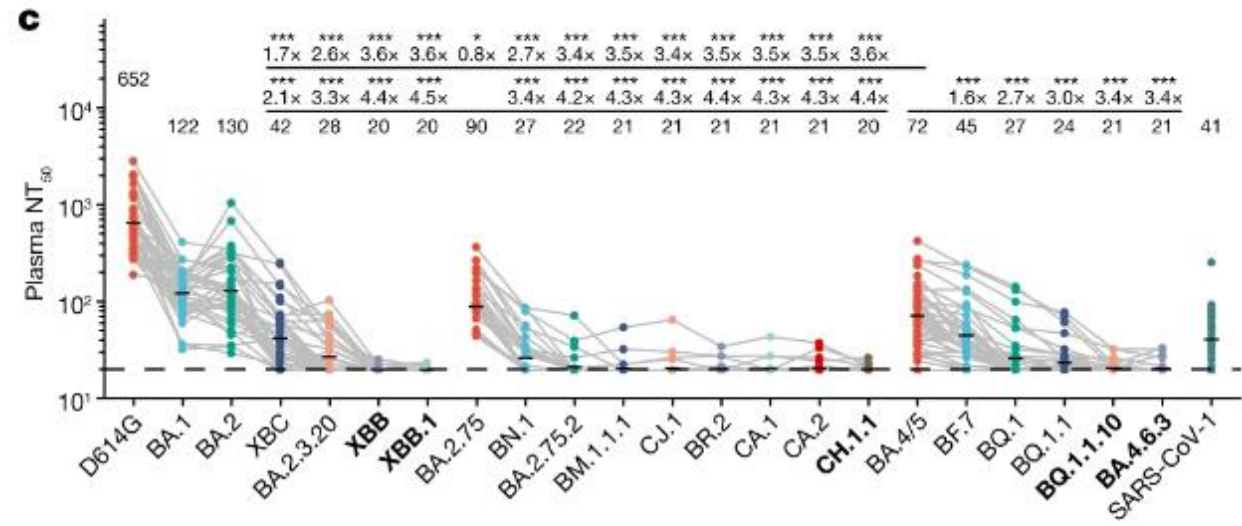 c
*** *** *** *** * *** *** *** *** *** *** *** ***
1.7× 2.6× 3.6× 3.6× 0.8× 2.7× 3.4× 3.5× 3.4× 3.5× 3.5× 3.5× 3.6×
652
*** *** *** *** *** *** *** *** *** *** *** *** *** *** *** *** ***
2.1× 3.3× 4.4× 4.5× 3.4× 4.2× 4.3× 4.3× 4.4× 4.3× 4.3× 4.4× 1.6× 2.7× 3.0× 3.4× 3.4×
122 130 42 28 20 20 90 27 22 21 21 21 21 21 20 72 45 27 24 21 21 41
10⁴
10³
10²
10¹
Plasma NT₅₀
D614G
BA.1
BA.2
XBC
BA.2.3.20
XBB
XBB.1
BA.2.75
BN.1
BA.2.75.2
BM.1.1.1
CJ.1
BR.2
CA.1
CA.2
CH.1.1
BA.4/5
BF.7
BQ.1
BQ.1.1
BQ.1.1.10
BA.4.6.3
SARS-CoV-1